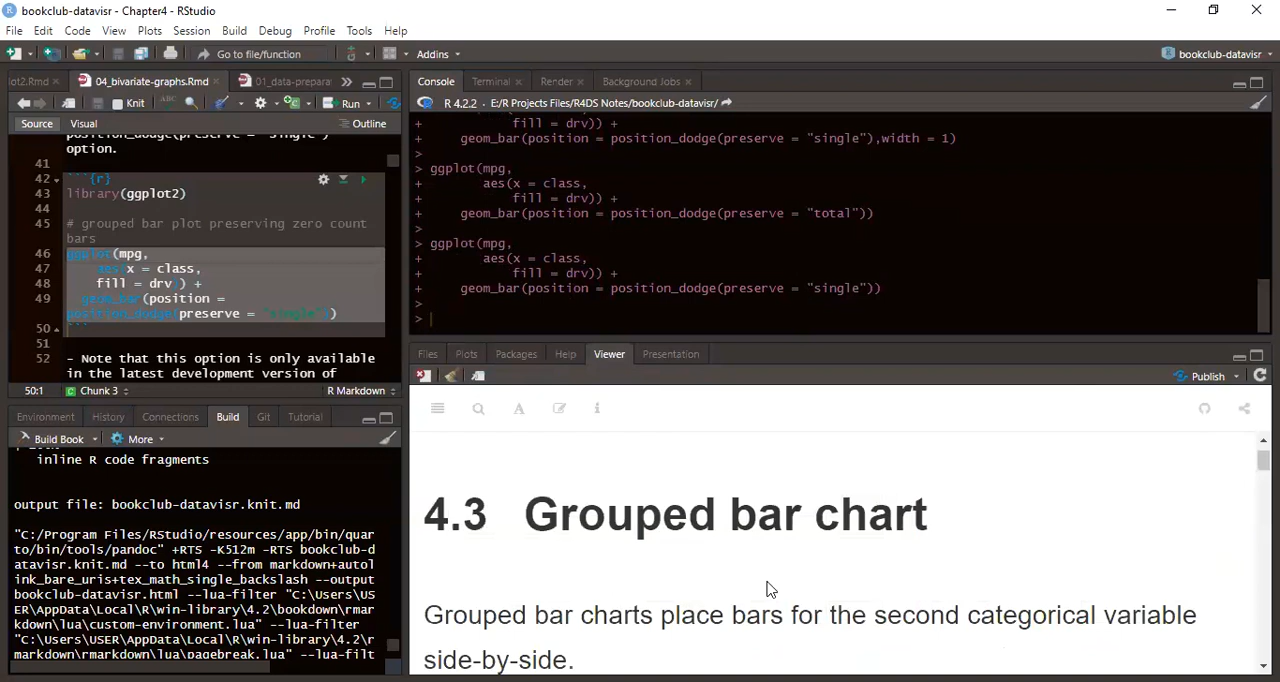 bookclub-datavisr - Chapter4 - RStudio
File Edit Code View Plots Session Build Debug Profile Tools Help
Go to file/function Addins bookclub-datavisr
ot2.Rmd 04_bivariate-graphs.Rmd 01_data-prepara
Knit Run
Source Visual Outline
option.
41
42 ```{r}
43 library(ggplot2)
44
45 # grouped bar plot preserving zero count
bars
46 ggplot(mpg,
47 aes(x = class,
48 fill = drv)) +
49 geom_bar(position =
position_dodge(preserve = "single"))
50 ```
51
52 - Note that this option is only available
in the latest development version of
50:1 Chunk 3 R Markdown
Environment History Connections Build Git Tutorial
Build Book More
inline R code fragments
output file: bookclub-datavisr.knit.md
"C:/Program Files/RStudio/resources/app/bin/quar
to/bin/tools/pandoc" +RTS -K512m -RTS bookclub-d
atavisr.knit.md --to html4 --from markdown+autol
ink_bare_uris+tex_math_single_backslash --output
bookclub-datavisr.html --lua-filter "C:\Users\US
ER\AppData\Local\R\win-library\4.2\bookdown\rmar
kdown\lua\custom-environment.lua" --lua-filter
"C:\Users\USER\AppData\Local\R\win-library\4.2\r
markdown\rmarkdown\lua\pagebreak.lua" --lua-filt
Console Terminal Render Background Jobs
R 4.2.2 · E:/R Projects Files/R4DS Notes/bookclub-datavisr/
+ fill = drv)) +
+ geom_bar(position = position_dodge(preserve = "single"),width = 1)
>
> ggplot(mpg,
+ aes(x = class,
+ fill = drv)) +
+ geom_bar(position = position_dodge(preserve = "total"))
>
> ggplot(mpg,
+ aes(x = class,
+ fill = drv)) +
+ geom_bar(position = position_dodge(preserve = "single"))
>
>
Files Plots Packages Help Viewer Presentation
Publish
4.3 Grouped bar chart
Grouped bar charts place bars for the second categorical variable
side-by-side.